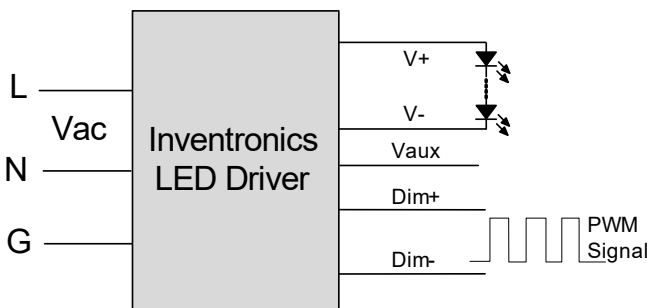 L
Vac
N
G
Inventronics
LED Driver
V+
V-
Vaux
Dim+
Dim-
PWM
Signal